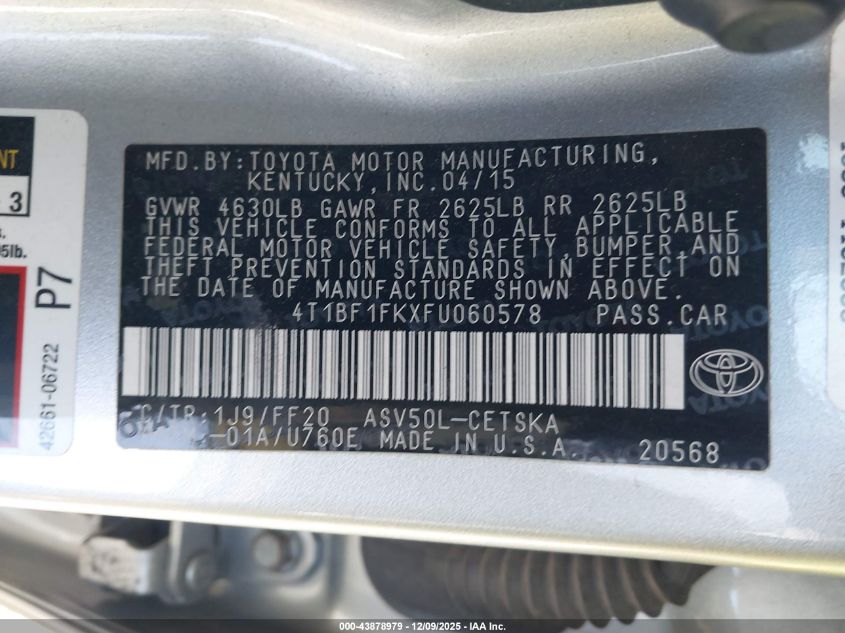 MFD.BY:TOYOTA MOTOR MANUFACTURING,
KENTUCKY,INC.04/15
GVWR 4630LB GAWR FR 2625LB RR 2625LB
THIS VEHICLE CONFORMS TO ALL APPLICABLE
FEDERAL MOTOR VEHICLE SAFETY,BUMPER,AND
THEFT PREVENTION STANDARDS IN EFFECT ON
THE DATE OF MANUFACTURE SHOWN ABOVE.
4T1BF1FKXFU060578 PASS.CAR
C/TR:1J9/FF20 ASV50L-CETSKA
-01A/U760E MADE IN U.S.A.
20568
3
P7
42661-06722
000-43878979 - 12/09/2025 - IAA Inc.